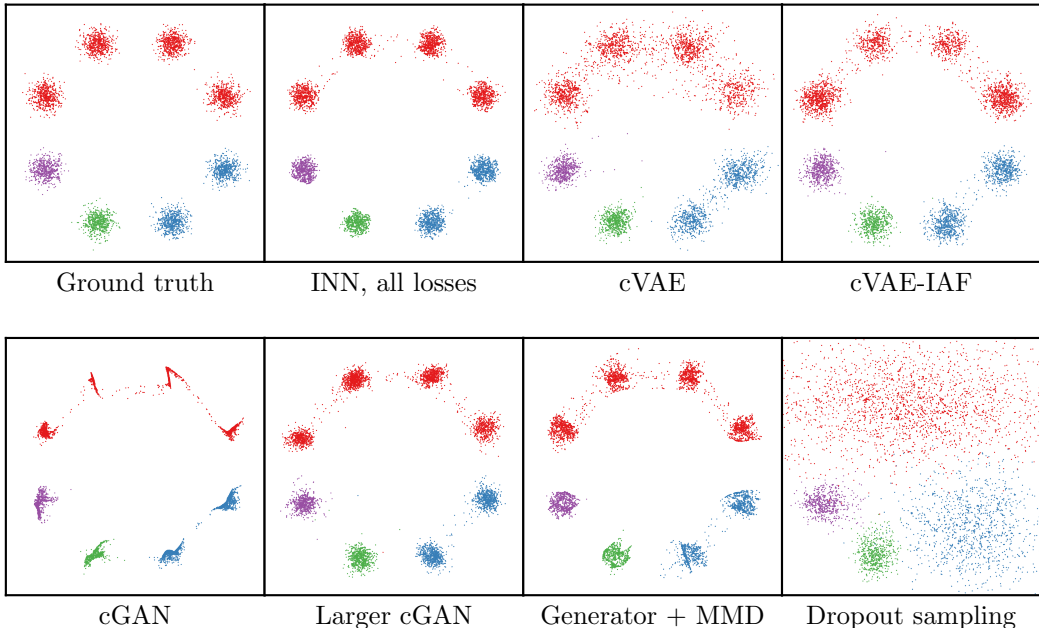 Ground truth
INN, all losses
cVAE
cVAE-IAF
cGAN
Larger cGAN
Generator + MMD
Dropout sampling